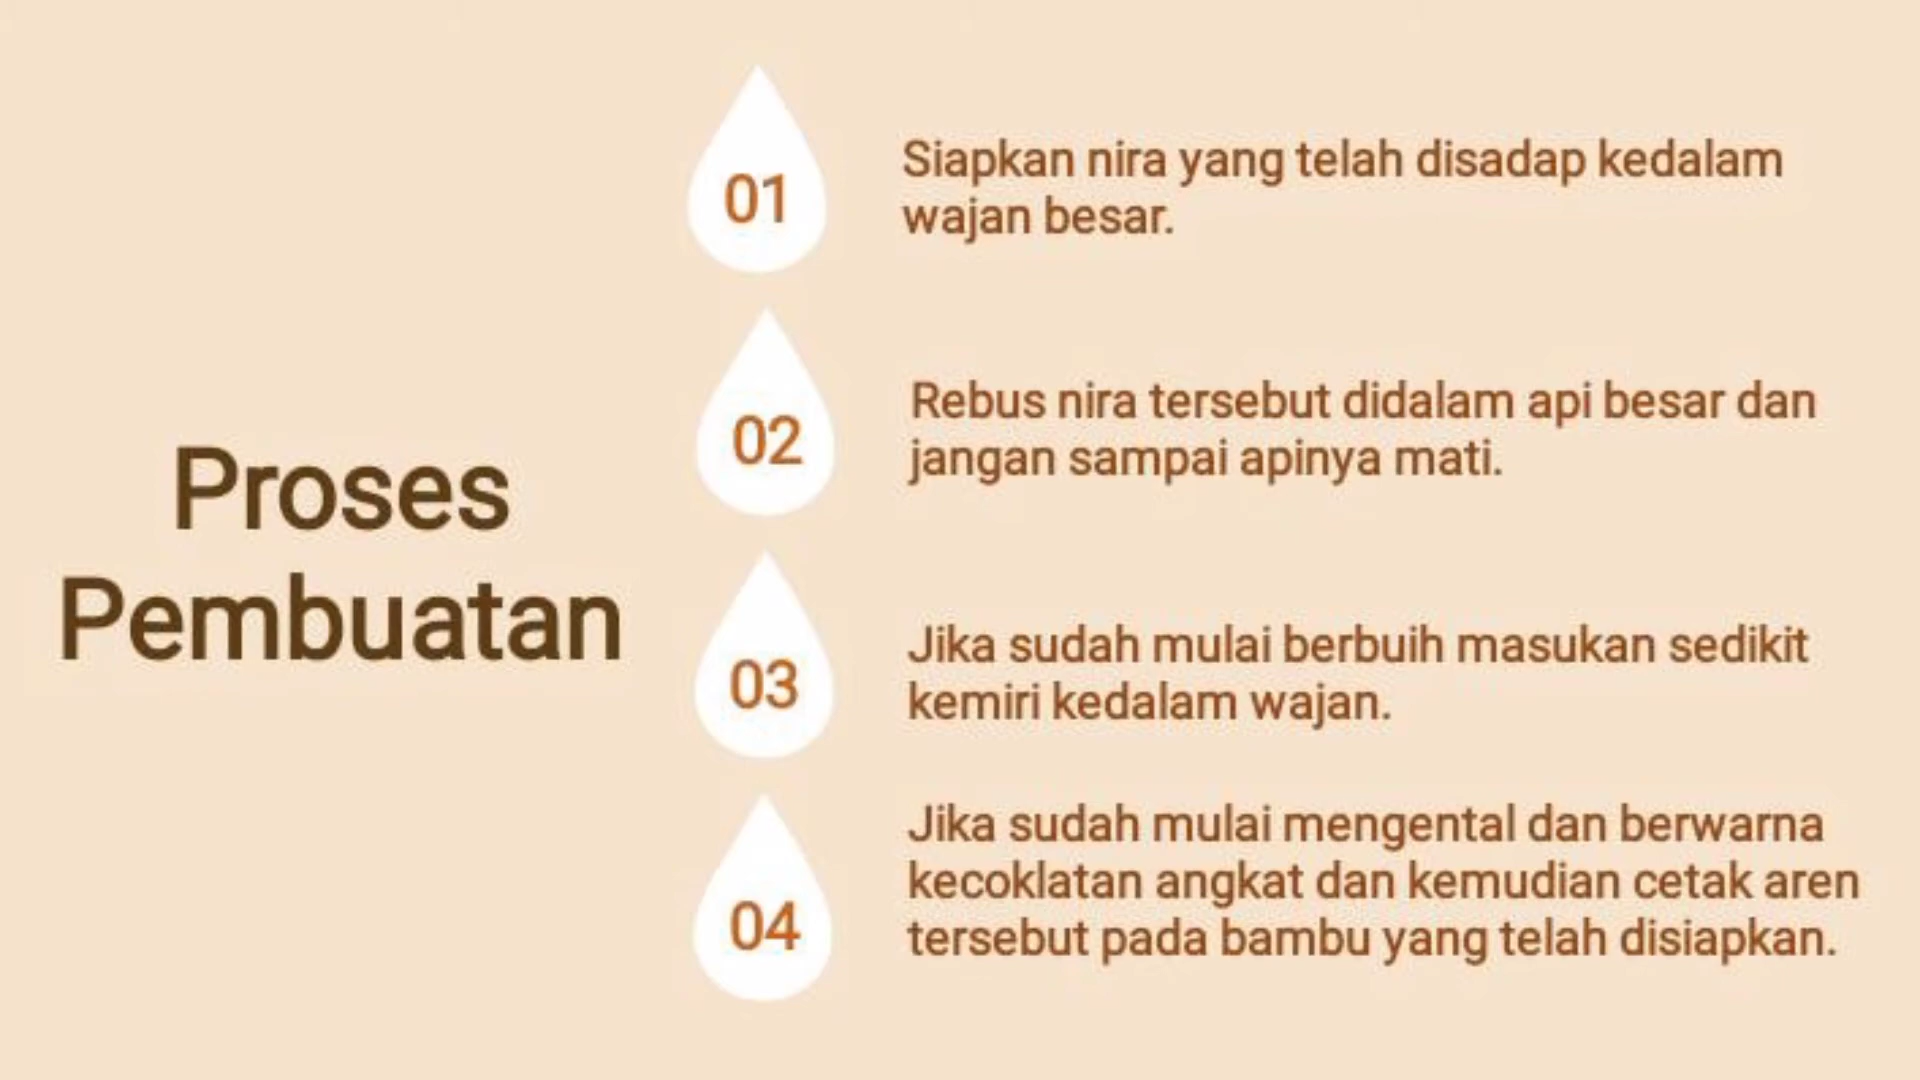 Proses
Pembuatan
01
Siapkan nira yang telah disadap kedalam
wajan besar.
02
Rebus nira tersebut didalam api besar dan
jangan sampai apinya mati.
03
Jika sudah mulai berbuih masukan sedikit
kemiri kedalam wajan.
04
Jika sudah mulai mengental dan berwarna
kecoklatan angkat dan kemudian cetak aren
tersebut pada bambu yang telah disiapkan.